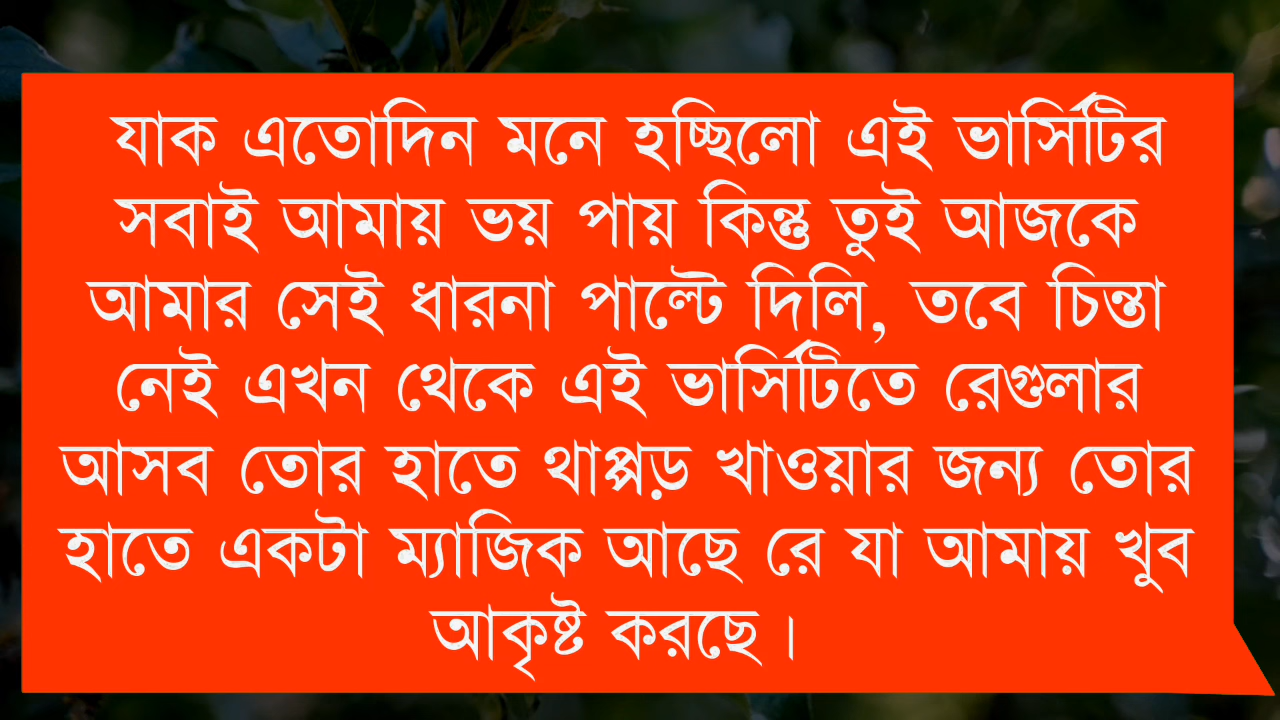 যাক এতোদিন মনে হচ্ছিলো এই ভার্সিটির
সবাই আমায় ভয় পায় কিন্তু তুই আজকে
আমার সেই ধারনা পাল্টে দিলি, তবে চিন্তা
নেই এখন থেকে এই ভার্সিটিতে রেগুলার
আসব তোর হাতে থাপ্পড় খাওয়ার জন্য তোর
হাতে একটা ম্যাজিক আছে রে যা আমায় খুব
আকৃষ্ট করছে।